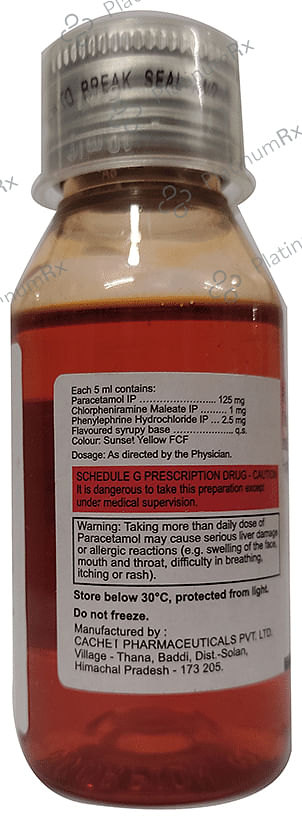 TO BREAK SEAL
PlatinumRx
PlatinumRx
Each 5 ml contains:
Paracetamol IP ........................ 125 mg
Chlorpheniramine Maleate IP ......... 1 mg
Phenylephrine Hydrochloride IP ... 2.5 mg
Flavoured syrupy base .................... q.s.
Colour: Sunset Yellow FCF
Dosage: As directed by the Physician.
SCHEDULE G PRESCRIPTION DRUG - CAUTION
It is dangerous to take this preparation except
under medical supervision.
Warning: Taking more than daily dose of
Paracetamol may cause serious liver damage
or allergic reactions (e.g. swelling of the face,
mouth and throat, difficulty in breathing,
itching or rash).
Store below 30°C, protected from light.
Do not freeze.
Manufactured by :
CACHET PHARMACEUTICALS PVT. LTD.
Village - Thana, Baddi, Dist.-Solan,
Himachal Pradesh - 173 205.